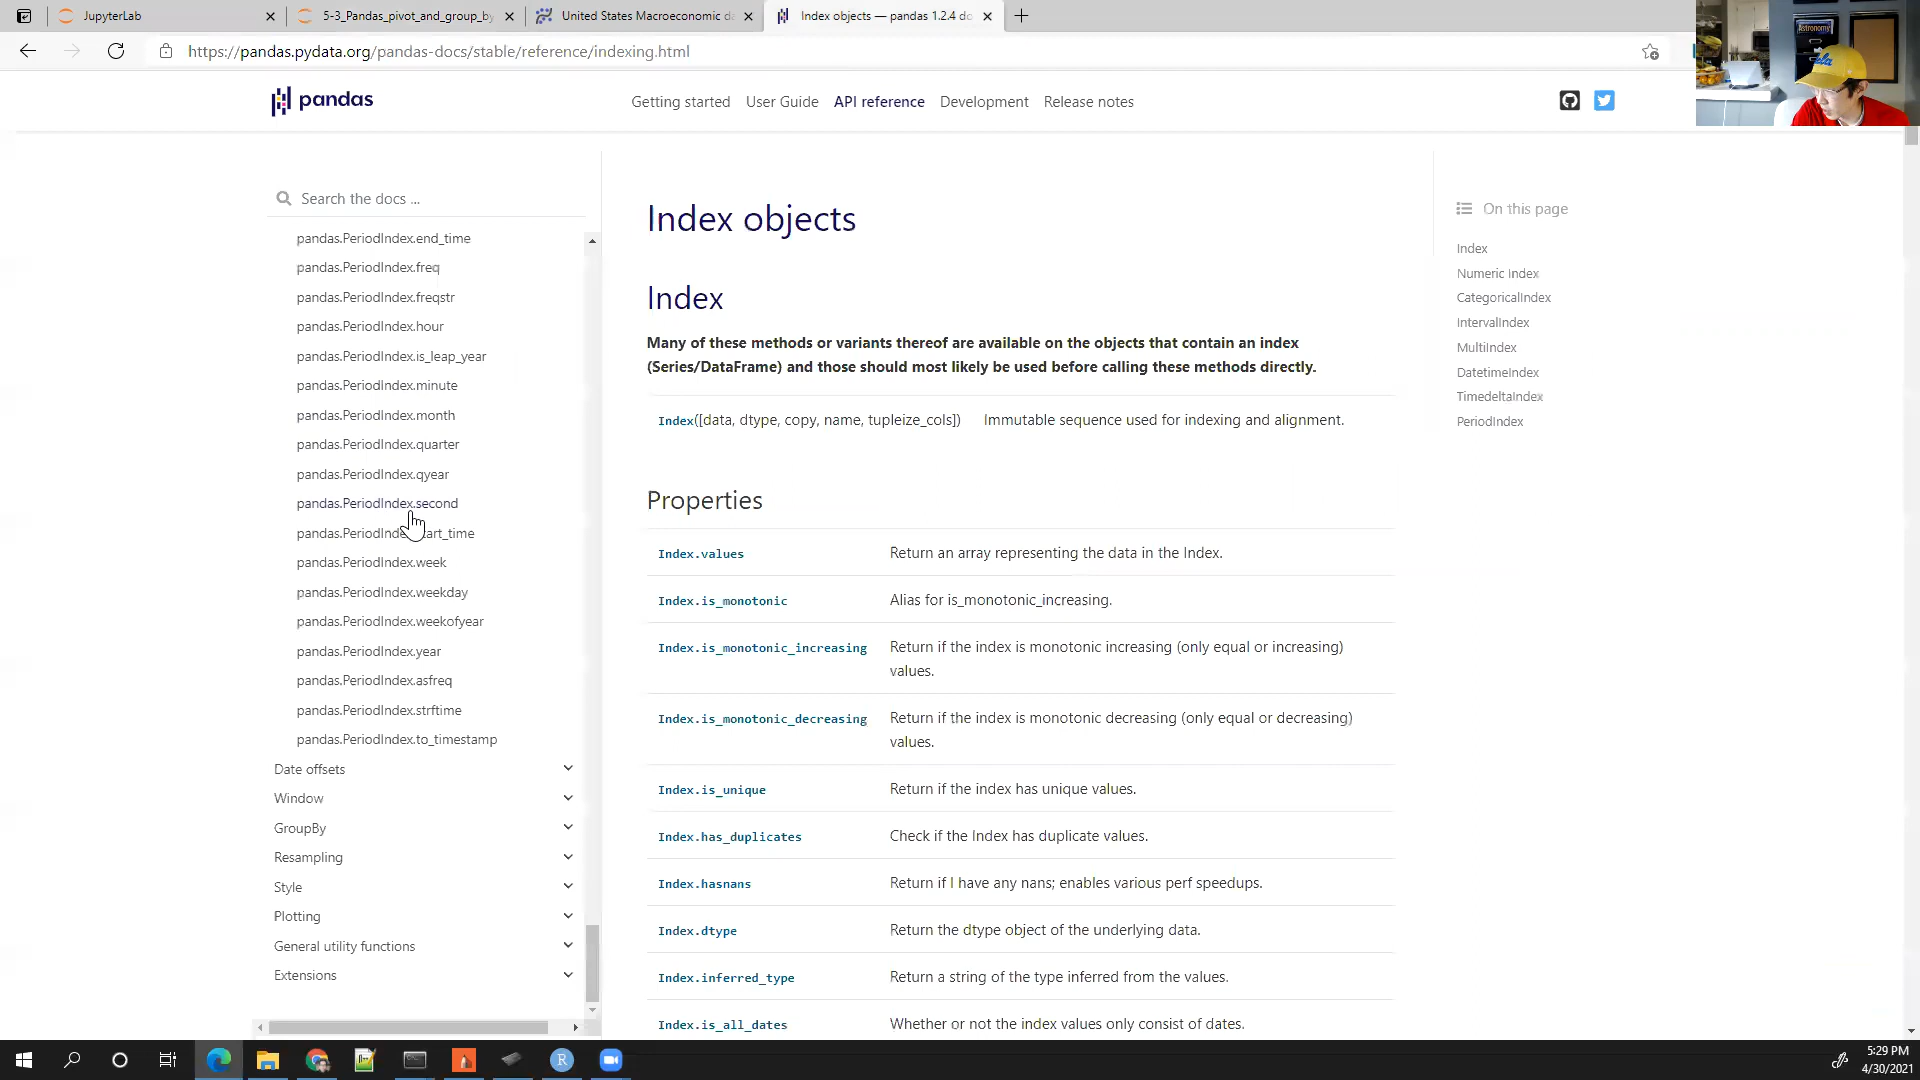 JupyterLab
5-3_Pandas_pivot_and_group_by
United States Macroeconomic d
Index objects — pandas 1.2.4 do
https://pandas.pydata.org/pandas-docs/stable/reference/indexing.html
pandas
Getting started
User Guide
API reference
Development
Release notes
Astronomy
Search the docs ...
pandas.PeriodIndex.end_time
pandas.PeriodIndex.freq
pandas.PeriodIndex.freqstr
pandas.PeriodIndex.hour
pandas.PeriodIndex.is_leap_year
pandas.PeriodIndex.minute
pandas.PeriodIndex.month
pandas.PeriodIndex.quarter
pandas.PeriodIndex.qyear
pandas.PeriodIndex.second
pandas.PeriodIndex.start_time
pandas.PeriodIndex.week
pandas.PeriodIndex.weekday
pandas.PeriodIndex.weekofyear
pandas.PeriodIndex.year
pandas.PeriodIndex.asfreq
pandas.PeriodIndex.strftime
pandas.PeriodIndex.to_timestamp
Date offsets
Window
GroupBy
Resampling
Style
Plotting
General utility functions
Extensions
Index objects
Index
Many of these methods or variants thereof are available on the objects that contain an index
(Series/DataFrame) and those should most likely be used before calling these methods directly.
Index([data, dtype, copy, name, tupleize_cols]) Immutable sequence used for indexing and alignment.
Properties
Index.values Return an array representing the data in the Index.
Index.is_monotonic Alias for is_monotonic_increasing.
Index.is_monotonic_increasing Return if the index is monotonic increasing (only equal or increasing)
values.
Index.is_monotonic_decreasing Return if the index is monotonic decreasing (only equal or decreasing)
values.
Index.is_unique Return if the index has unique values.
Index.has_duplicates Check if the Index has duplicate values.
Index.hasnans Return if I have any nans; enables various perf speedups.
Index.dtype Return the dtype object of the underlying data.
Index.inferred_type Return a string of the type inferred from the values.
Index.is_all_dates Whether or not the index values only consist of dates.
On this page
Index
Numeric Index
CategoricalIndex
IntervalIndex
MultiIndex
DatetimeIndex
TimedeltaIndex
PeriodIndex
5:29 PM
4/30/2021